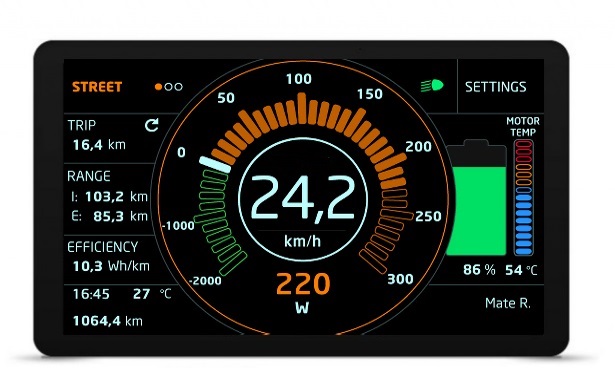 STREET
SETTINGS
TRIP
16,4 km
RANGE
I: 103,2 km
E: 85,3 km
EFFICIENCY
10,3 Wh/km
16:45 27 °C
1064,4 km
-2000
-1000
0
50
100
150
200
250
300
24,2
km/h
220
W
MOTOR
TEMP
86 % 54 °C
Mate R.